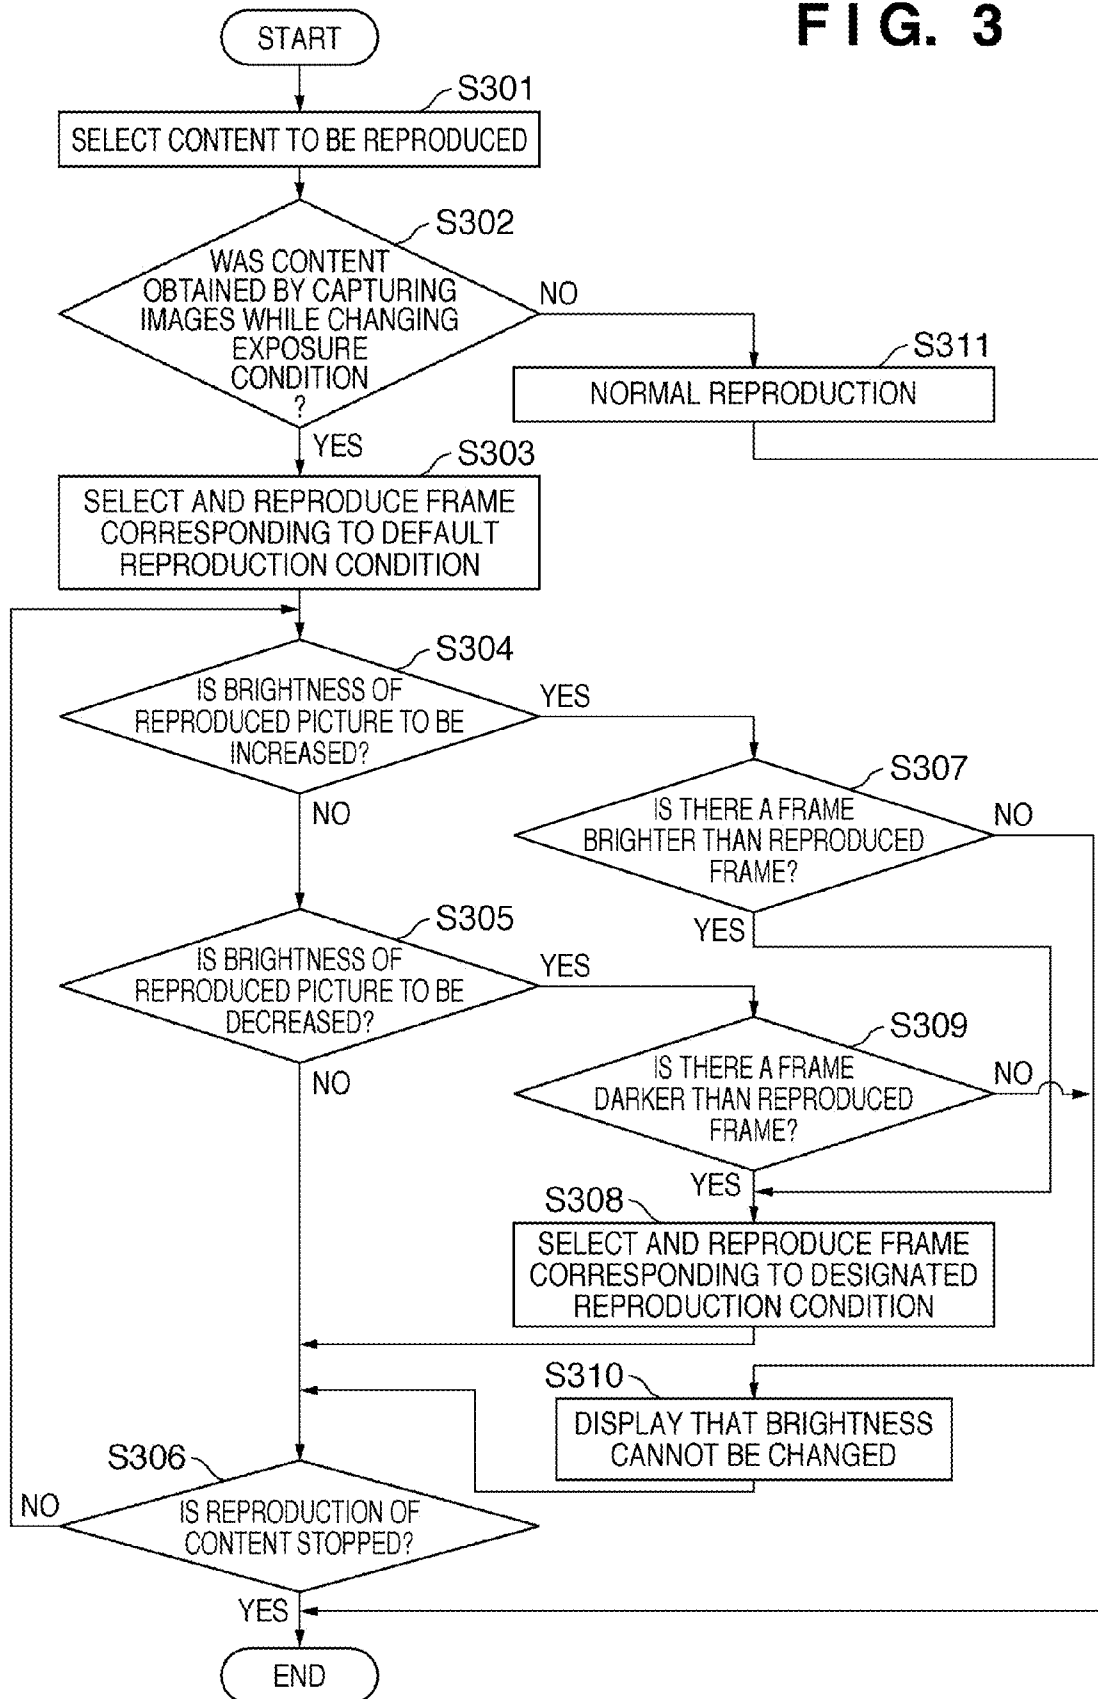 FIG. 3
START
S301
SELECT CONTENT TO BE REPRODUCED
S302
WAS CONTENT
OBTAINED BY CAPTURING
IMAGES WHILE CHANGING
EXPOSURE
CONDITION
?
NO
YES
S311
NORMAL REPRODUCTION
S303
SELECT AND REPRODUCE FRAME
CORRESPONDING TO DEFAULT
REPRODUCTION CONDITION
S304
IS BRIGHTNESS OF
REPRODUCED PICTURE TO BE
INCREASED?
YES
NO
S307
IS THERE A FRAME
BRIGHTER THAN REPRODUCED
FRAME?
NO
YES
S305
IS BRIGHTNESS OF
REPRODUCED PICTURE TO BE
DECREASED?
YES
NO
S309
IS THERE A FRAME
DARKER THAN REPRODUCED
FRAME?
NO
YES
S308
SELECT AND REPRODUCE FRAME
CORRESPONDING TO DESIGNATED
REPRODUCTION CONDITION
S310
DISPLAY THAT BRIGHTNESS
CANNOT BE CHANGED
S306
IS REPRODUCTION OF
CONTENT STOPPED?
NO
YES
END